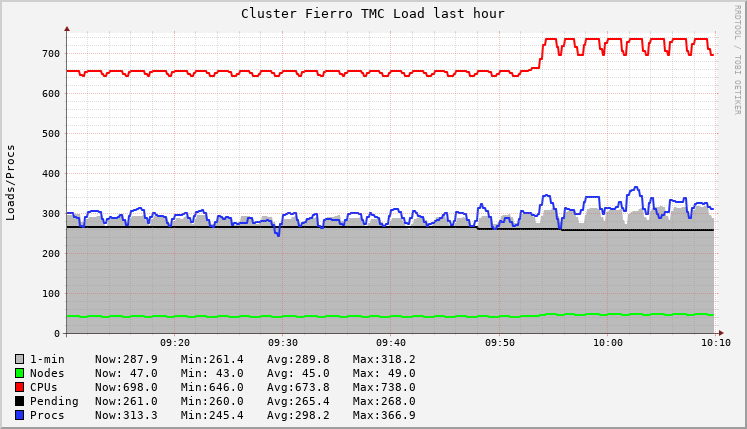 Cluster Fierro TMC Load last hour
RRDTOOL / TOBI OETIKER
Loads/Procs
700
600
500
400
300
200
100
0
09:20 09:30 09:40 09:50 10:00 10:10
1-min Now:287.9 Min:261.4 Avg:289.8 Max:318.2
Nodes Now: 47.0 Min: 43.0 Avg: 45.0 Max: 49.0
CPUs Now:698.0 Min:646.0 Avg:673.8 Max:738.0
Pending Now:261.0 Min:260.0 Avg:265.4 Max:268.0
Procs Now:313.3 Min:245.4 Avg:298.2 Max:366.9